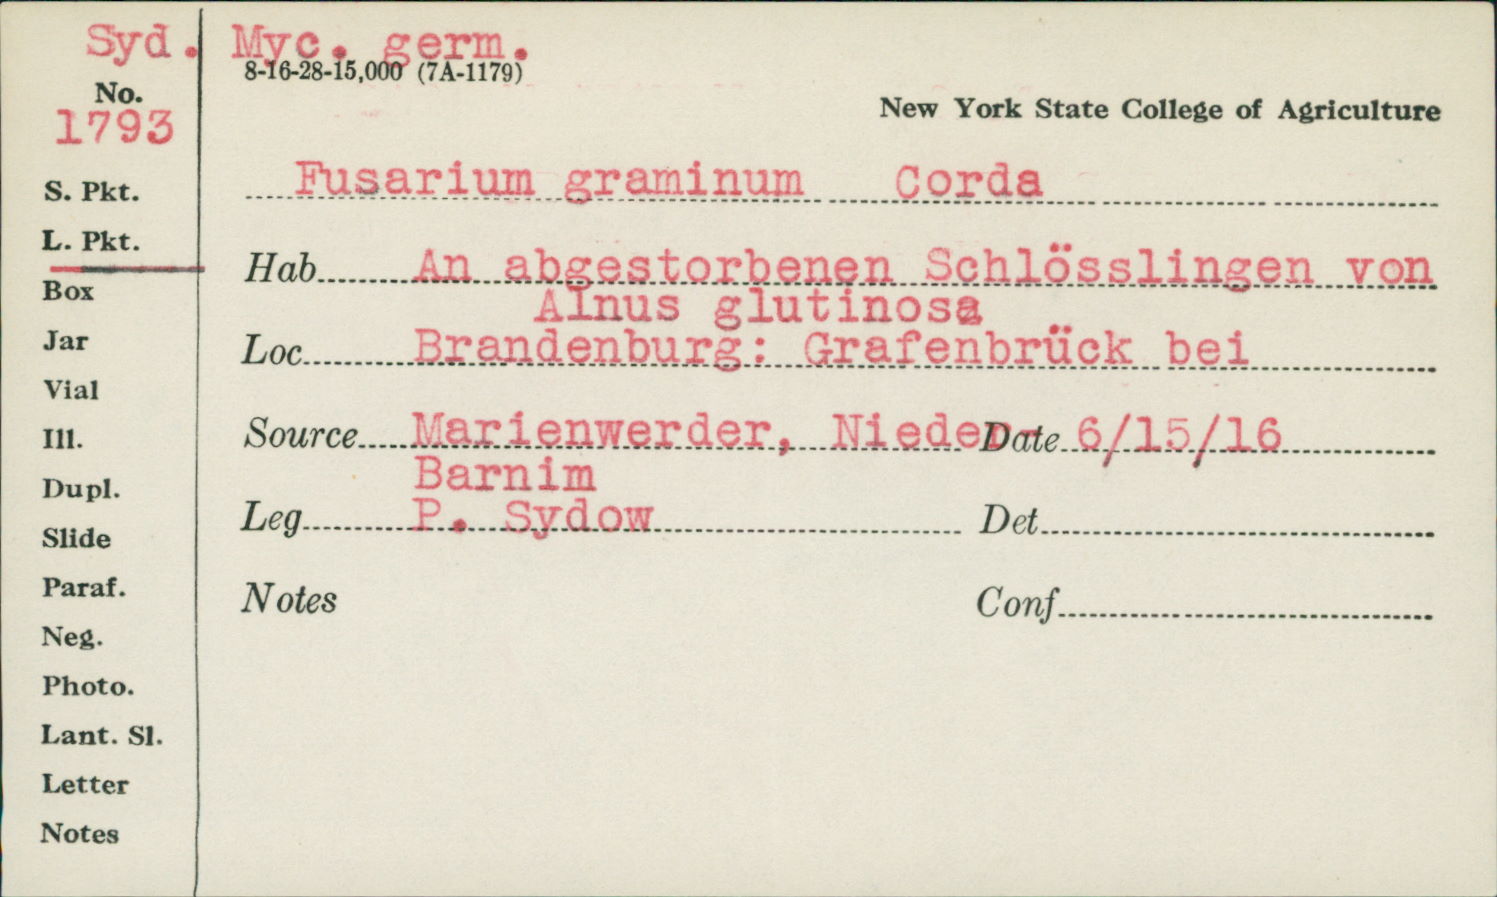 Syd. Myc. germ.
8-16-28-15,000 (7A-1179)
No.
1793
New York State College of Agriculture
S. Pkt.
Fusarium graminum Corda
L. Pkt.
Hab. An abgestorbenen Schlösslingen von
Alnus glutinosa
Box
Loc. Brandenburg: Grafenbrück bei
Jar
Vial
Source Marienwerder, Nieder- Date 6/15/16
Barnim
Ill.
Dupl.
Leg. P. Sydow Det.
Slide
Paraf.
Notes Conf.
Neg.
Photo.
Lant. Sl.
Letter
Notes